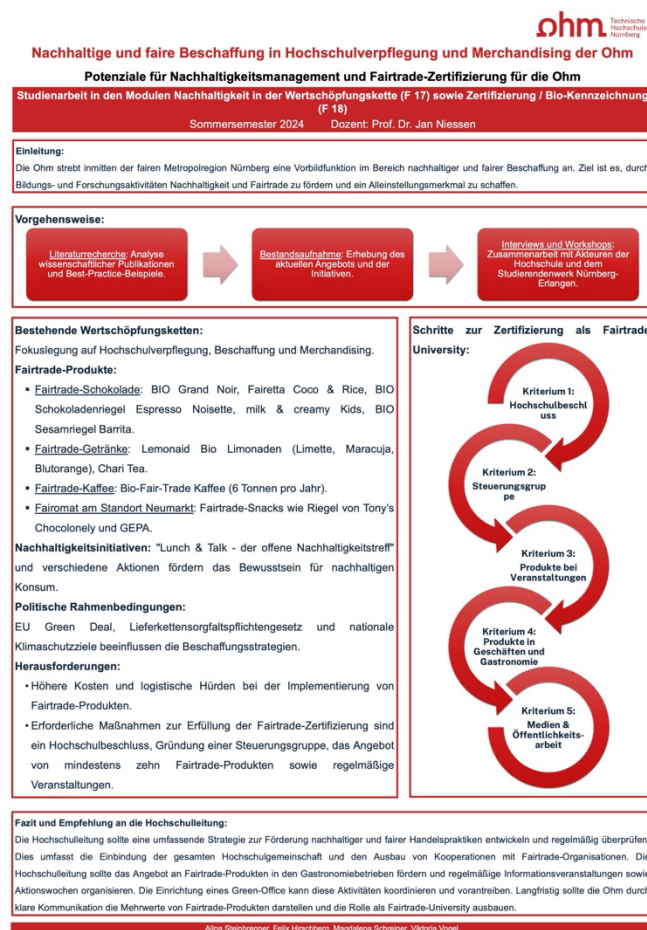 ohm Technische
Hochschule
Nürnberg
Nachhaltige und faire Beschaffung in Hochschulverpflegung und Merchandising der Ohm
Potenziale für Nachhaltigkeitsmanagement und Fairtrade-Zertifizierung für die Ohm
Studienarbeit in den Modulen Nachhaltigkeit in der Wertschöpfungskette (F 17) sowie Zertifizierung / Bio-Kennzeichnung
(F 18)
Sommersemester 2024 Dozent: Prof. Dr. Jan Niessen
Einleitung:
Die Ohm strebt inmitten der fairen Metropolregion Nürnberg eine Vorbildfunktion im Bereich nachhaltiger und fairer Beschaffung an. Ziel ist es, durch
Bildungs- und Forschungsaktivitäten Nachhaltigkeit und Fairtrade zu fördern und ein Alleinstellungsmerkmal zu schaffen.
Vorgehensweise:
Literaturrecherche: Analyse
wissenschaftlicher Publikationen
und Best-Practice-Beispiele.
Bestandsaufnahme: Erhebung des
aktuellen Angebots und der
Initiativen.
Interviews und Workshops:
Zusammenarbeit mit Akteuren der
Hochschule und dem
Studierendenwerk Nürnberg-
Erlangen.
Bestehende Wertschöpfungsketten:
Fokuslegung auf Hochschulverpflegung, Beschaffung und Merchandising.
Fairtrade-Produkte:
▪ Fairtrade-Schokolade: BIO Grand Noir, Fairetta Coco & Rice, BIO
Schokoladenriegel Espresso Noisette, milk & creamy Kids, BIO
Sesamriegel Barrita.
▪ Fairtrade-Getränke: Lemonaid Bio Limonaden (Limette, Maracuja,
Blutorange), Chari Tea.
▪ Fairtrade-Kaffee: Bio-Fair-Trade Kaffee (6 Tonnen pro Jahr).
▪ Fairomat am Standort Neumarkt: Fairtrade-Snacks wie Riegel von Tony's
Chocolonely und GEPA.
Nachhaltigkeitsinitiativen: "Lunch & Talk - der offene Nachhaltigkeitstreff"
und verschiedene Aktionen fördern das Bewusstsein für nachhaltigen
Konsum.
Politische Rahmenbedingungen:
EU Green Deal, Lieferkettensorgfaltspflichtengesetz und nationale
Klimaschutzziele beeinflussen die Beschaffungsstrategien.
Herausforderungen:
• Höhere Kosten und logistische Hürden bei der Implementierung von
Fairtrade-Produkten.
• Erforderliche Maßnahmen zur Erfüllung der Fairtrade-Zertifizierung sind
ein Hochschulbeschluss, Gründung einer Steuerungsgruppe, das Angebot
von mindestens zehn Fairtrade-Produkten sowie regelmäßige
Veranstaltungen.
Schritte zur Zertifizierung als Fairtrade
University:
Kriterium 1:
Hochschulbeschl
uss
Kriterium 2:
Steuerungsgrup
pe
Kriterium 3:
Produkte bei
Veranstaltungen
Kriterium 4:
Produkte in
Geschäften und
Gastronomie
Kriterium 5:
Medien &
Öffentlichkeits-
arbeit
Fazit und Empfehlung an die Hochschulleitung:
Die Hochschulleitung sollte eine umfassende Strategie zur Förderung nachhaltiger und fairer Handelspraktiken entwickeln und regelmäßig überprüfen.
Dies umfasst die Einbindung der gesamten Hochschulgemeinschaft und den Ausbau von Kooperationen mit Fairtrade-Organisationen. Die
Hochschulleitung sollte das Angebot an Fairtrade-Produkten in den Gastronomiebetrieben fördern und regelmäßige Informationsveranstaltungen sowie
Aktionswochen organisieren. Die Einrichtung eines Green-Office kann diese Aktivitäten koordinieren und vorantreiben. Langfristig sollte die Ohm durch
klare Kommunikation die Mehrwerte von Fairtrade-Produkten darstellen und die Rolle als Fairtrade-University ausbauen.
Alina Steinbrenner, Felix Hirschberg, Magdalena Schreiner, Viktoria Vogel